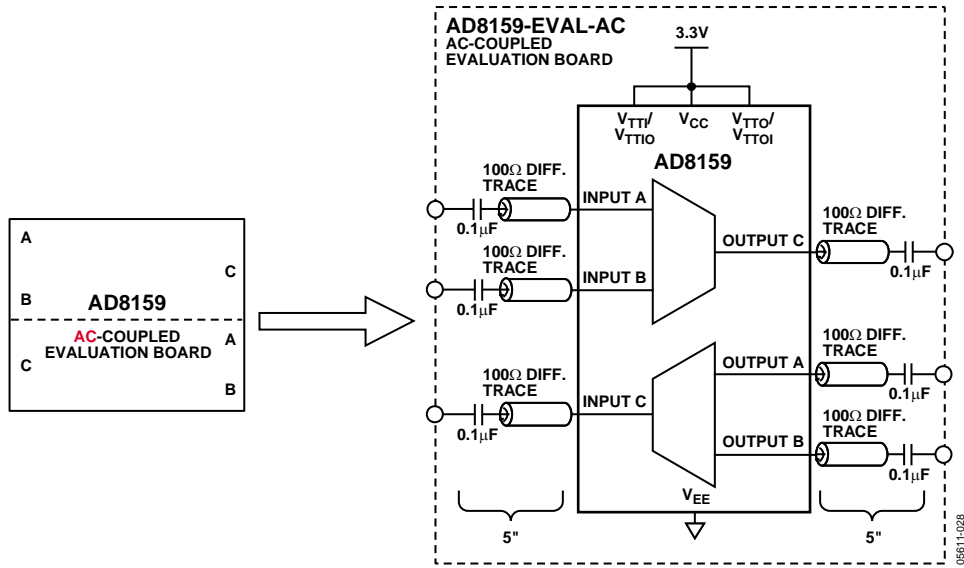 A
B
C
AD8159
AC-COUPLED
EVALUATION BOARD
C
A
B
AD8159-EVAL-AC
AC-COUPLED
EVALUATION BOARD
3.3V
VTTI/
VTTIO
VCC
VTTO/
VTTOI
AD8159
100Ω DIFF.
TRACE
0.1μF
INPUT A
100Ω DIFF.
TRACE
0.1μF
INPUT B
OUTPUT C
100Ω DIFF.
TRACE
0.1μF
100Ω DIFF.
TRACE
0.1μF
INPUT C
OUTPUT A
100Ω DIFF.
TRACE
0.1μF
OUTPUT B
100Ω DIFF.
TRACE
0.1μF
VEE
5"
5"
05611-028